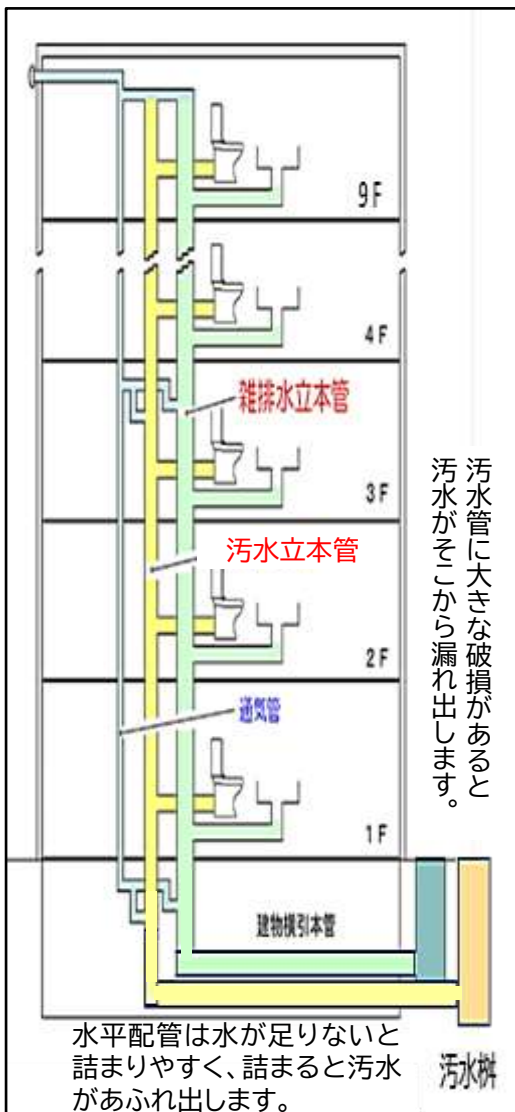 9F
4F
雑排水立本管
3F
汚水立本管
2F
通気管
1F
建物横引本管
汚水管に大きな破損があると
汚水がそこから漏れ出します。
水平配管は水が足りないと
詰まりやすく、詰まると汚水
があふれ出します。
汚水桝